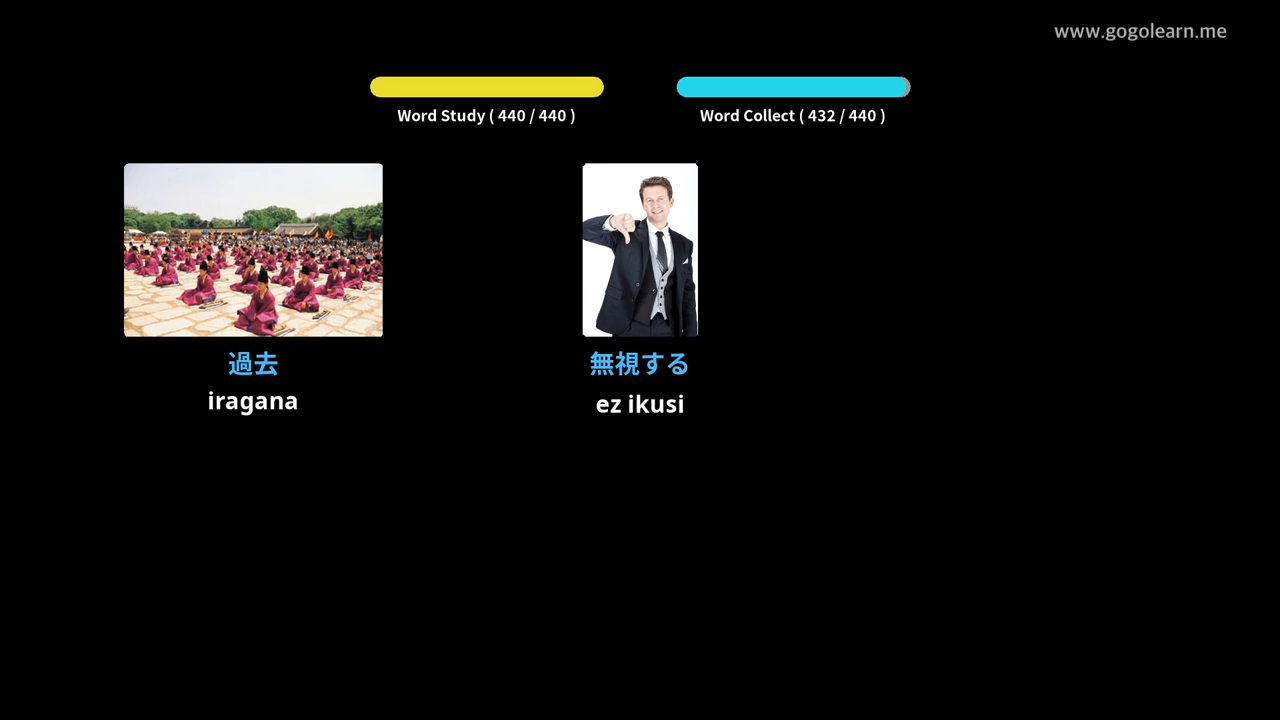 www.gogolearn.me
Word Study ( 440 / 440 )
Word Collect ( 432 / 440 )
過去
iragana
無視する
ez ikusi